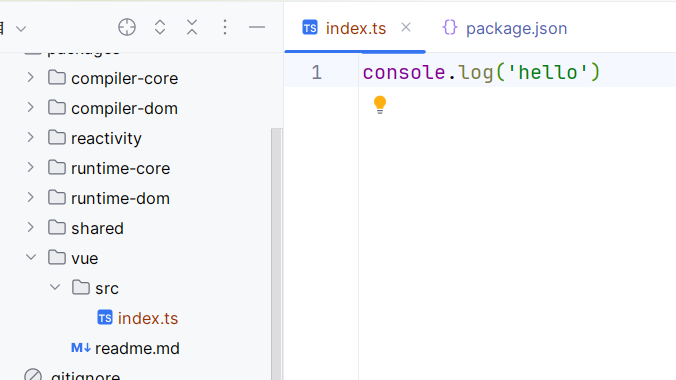 index.ts
package.json
packages
compiler-core
compiler-dom
reactivity
runtime-core
runtime-dom
shared
vue
src
TS index.ts
M↓ readme.md
.gitignore
1 console.log('hello')